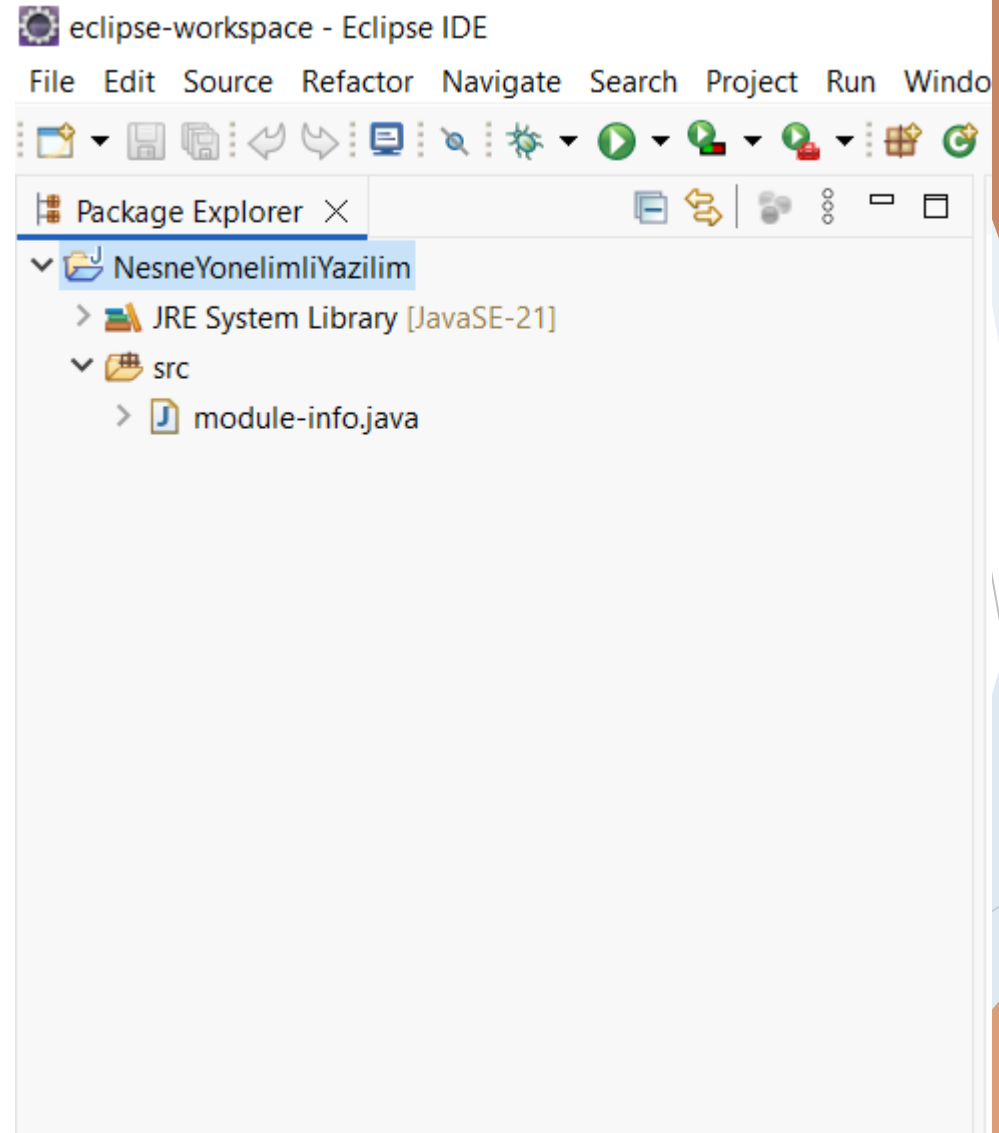 eclipse-workspace - Eclipse IDE
File Edit Source Refactor Navigate Search Project Run Windo
Package Explorer
NesneYonelimliYazilim
JRE System Library [JavaSE-21]
src
module-info.java